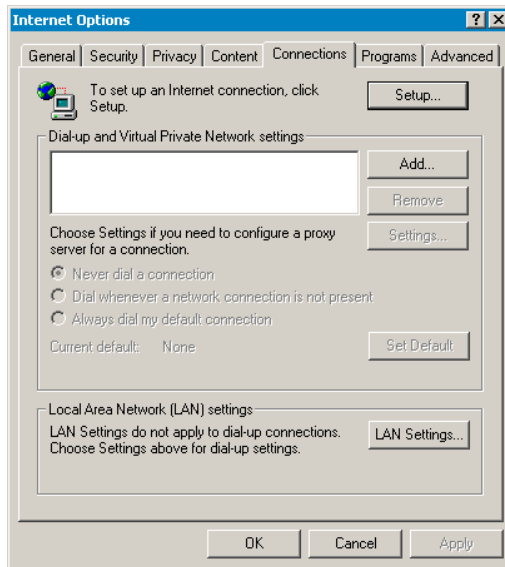 Internet Options
General Security Privacy Content Connections Programs Advanced
To set up an Internet connection, click
Setup.
Setup...
Dial-up and Virtual Private Network settings
Add...
Remove
Choose Settings if you need to configure a proxy
server for a connection.
Settings...
Never dial a connection
Dial whenever a network connection is not present
Always dial my default connection
Current default: None
Set Default
Local Area Network (LAN) settings
LAN Settings do not apply to dial-up connections.
Choose Settings above for dial-up settings.
LAN Settings...
OK Cancel Apply